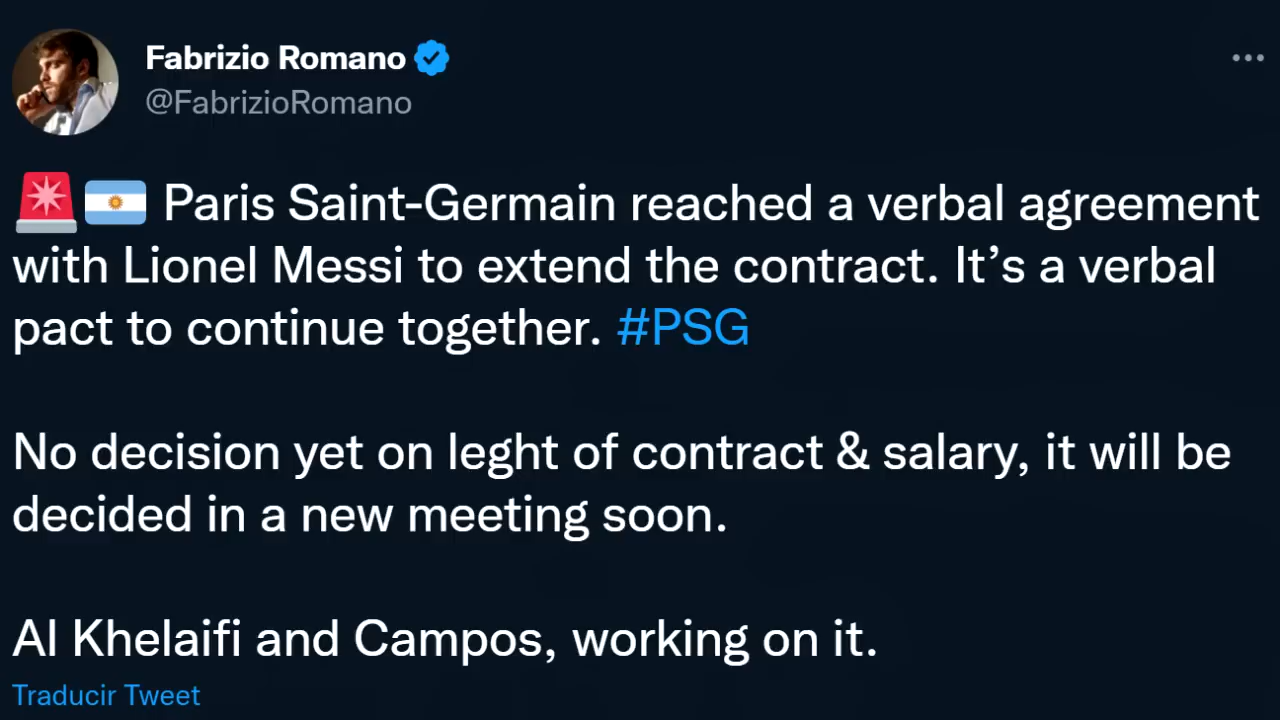 Fabrizio Romano
@FabrizioRomano
🚨🇦🇷 Paris Saint-Germain reached a verbal agreement
with Lionel Messi to extend the contract. It’s a verbal
pact to continue together. #PSG
No decision yet on leght of contract & salary, it will be
decided in a new meeting soon.
Al Khelaifi and Campos, working on it.
Traducir Tweet